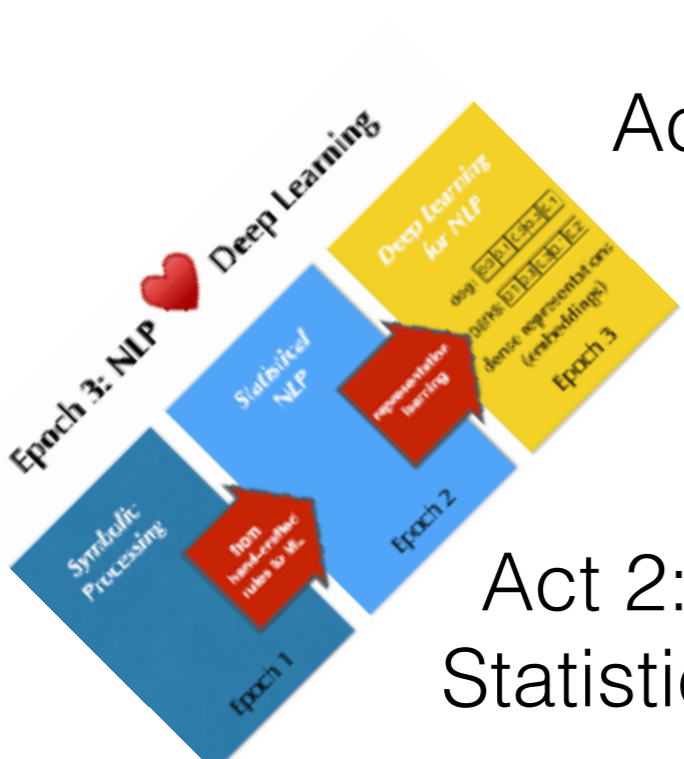 Epoch 3: NLP Deep Learning
Symbolic
Processing
from
hand-crafted
rules to ML
Epoch 1
Statistical
NLP
Epoch 2
representation
learning
Deep Learning
for NLP
dog:
dense representations
(embeddings)
Epoch 3
Ac
Act 2:
Statistic